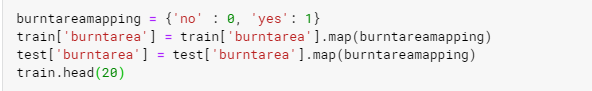 burntareamapping = {'no' : 0, 'yes': 1}
train['burntarea'] = train['burntarea'].map(burntareamapping)
test['burntarea'] = test['burntarea'].map(burntareamapping)
train.head(20)